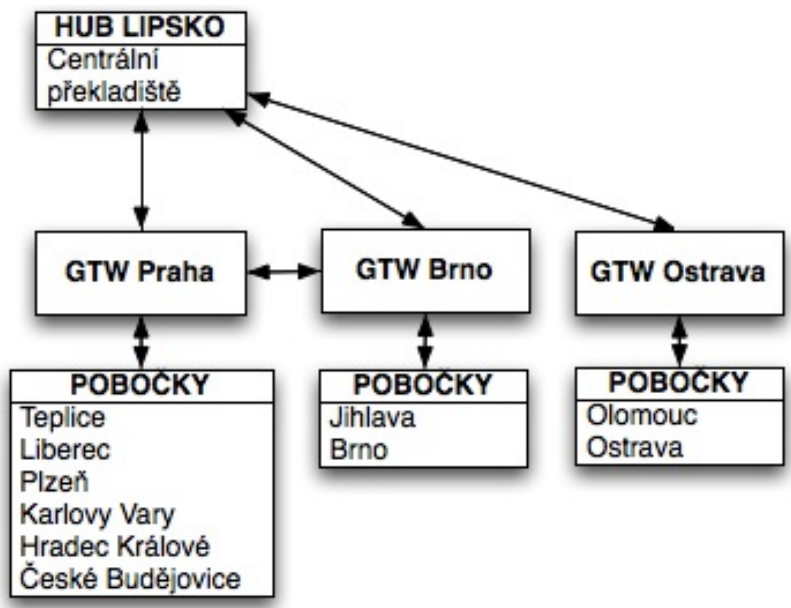 HUB LIPSKO
Centrální
překladiště
GTW Praha
GTW Brno
GTW Ostrava
POBOČKY
Teplice
Liberec
Plzeň
Karlovy Vary
Hradec Králové
České Budějovice
POBOČKY
Jihlava
Brno
POBOČKY
Olomouc
Ostrava